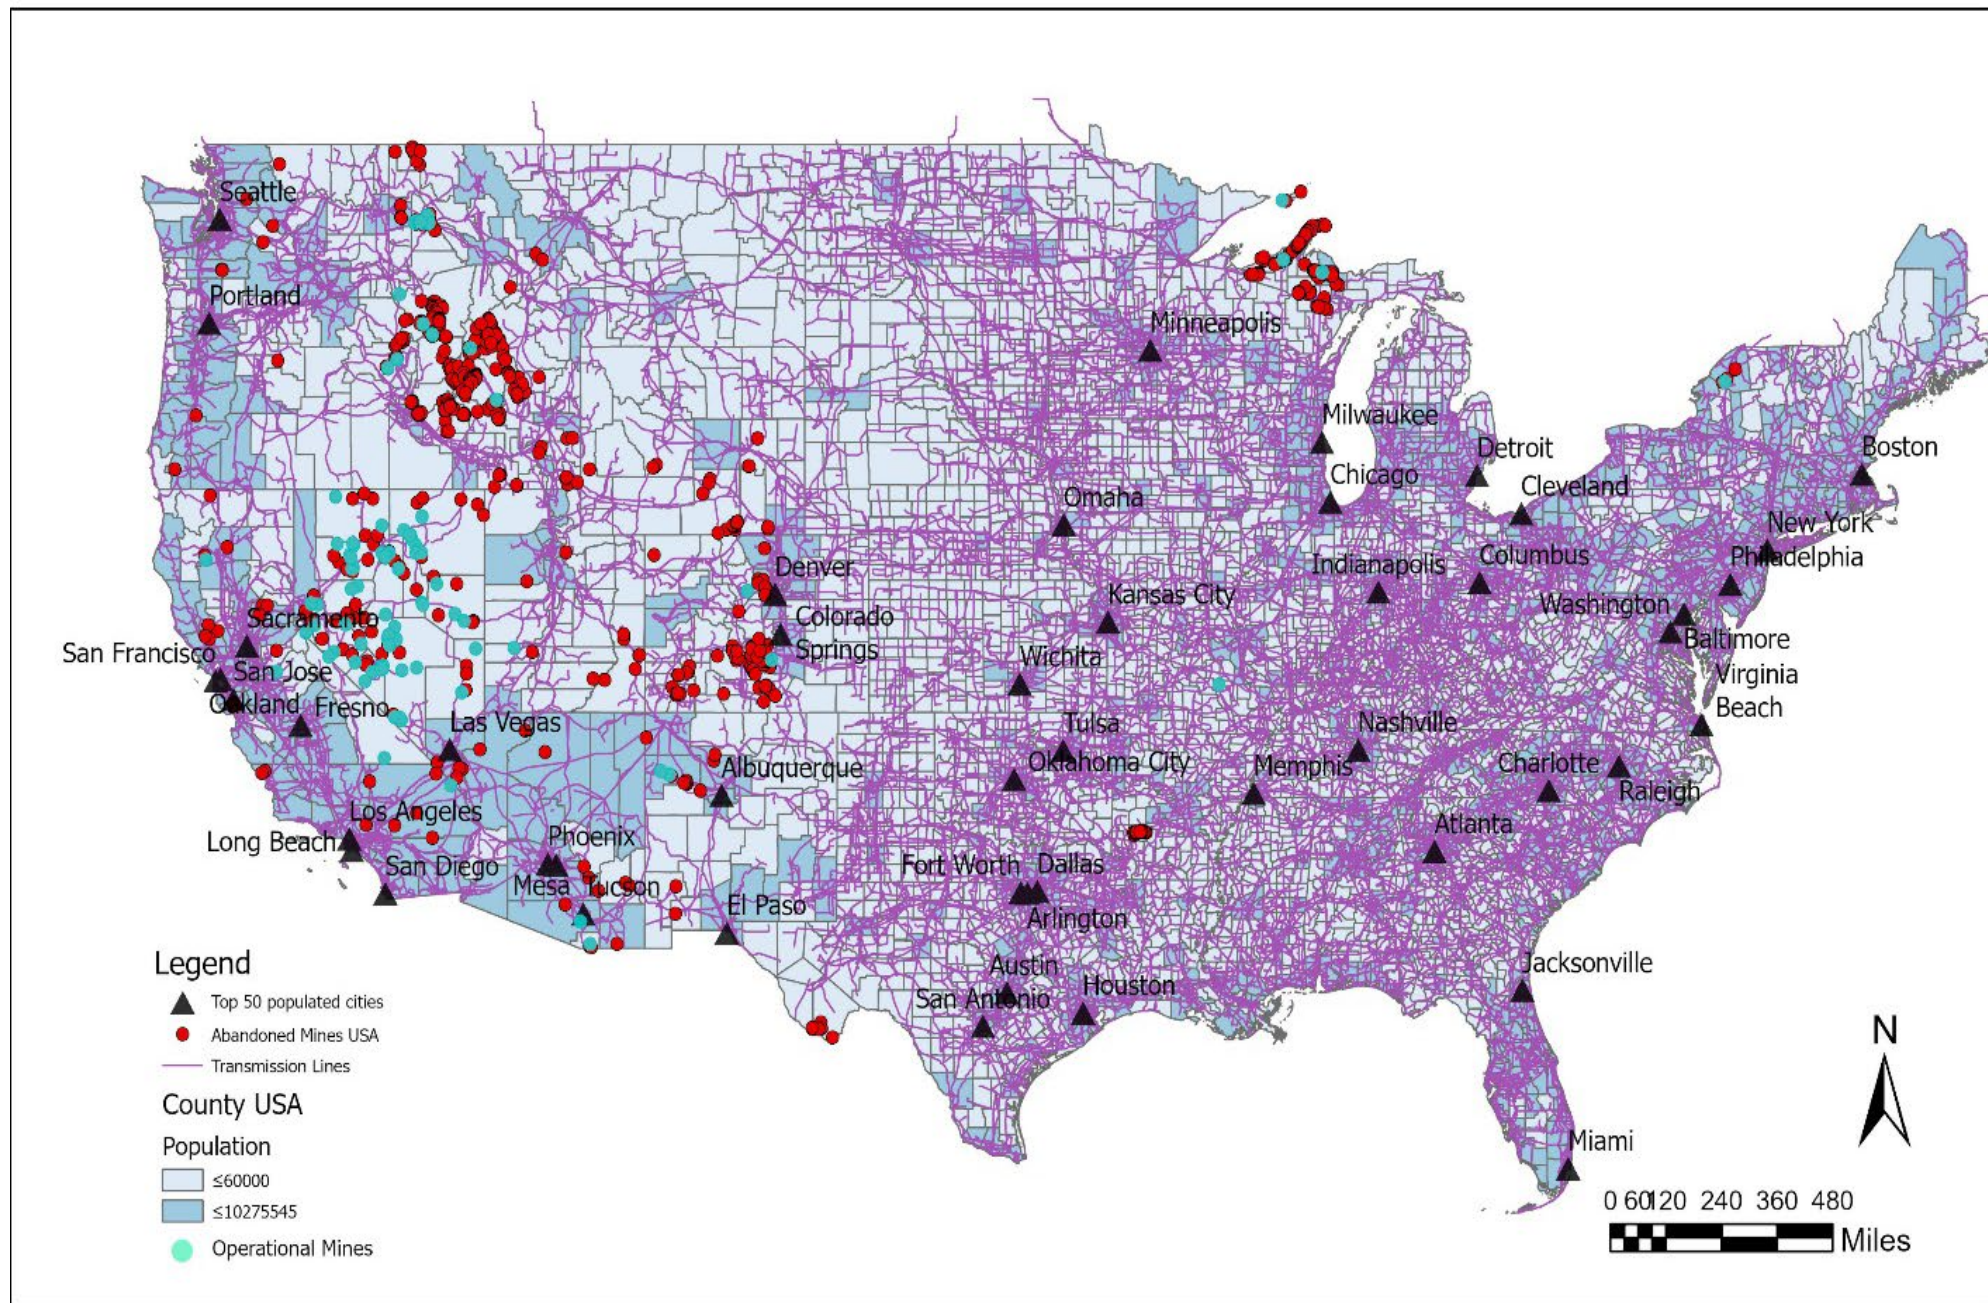 Seattle
Portland
Minneapolis
Milwaukee
Detroit
Boston
Chicago
Cleveland
Omaha
New York
Philadelphia
Indianapolis
Columbus
Denver
Kansas City
Washington
Colorado
Springs
Sacramento
Baltimore
San Francisco
San Jose
Wichita
Virginia
Beach
Oakland
Fresno
Las Vegas
Tulsa
Nashville
Oklahoma City
Albuquerque
Memphis
Charlotte
Raleigh
Los Angeles
Long Beach
Phoenix
Atlanta
San Diego
Mesa
Tucson
Fort Worth
Dallas
El Paso
Arlington
Austin
Houston
San Antonio
Jacksonville
Miami
Legend
Top 50 populated cities
Abandoned Mines USA
Transmission Lines
County USA
Population
≤60000
≤10275545
Operational Mines
N
0 60 120 240 360 480
Miles